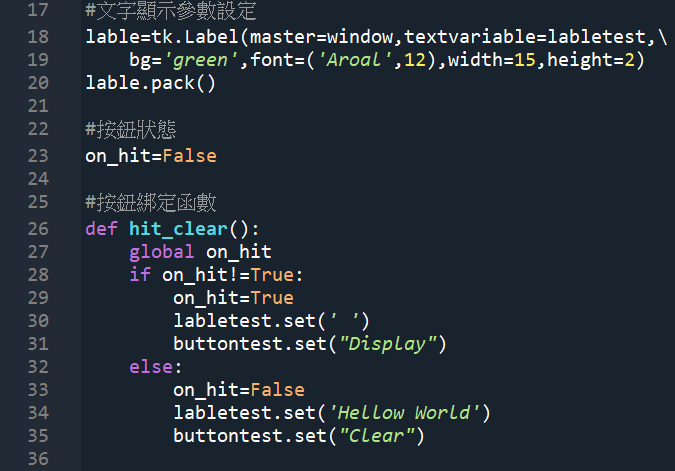 17 #文字顯示參數設定
18 lable=tk.Label(master=window,textvariable=labletest,\
19     bg='green',font=('Aroal',12),width=15,height=2)
20 lable.pack()
21
22 #按鈕狀態
23 on_hit=False
24
25 #按鈕綁定函數
26 def hit_clear():
27     global on_hit
28     if on_hit!=True:
29         on_hit=True
30         labletest.set(' ')
31         buttontest.set("Display")
32     else:
33         on_hit=False
34         labletest.set('Hellow World')
35         buttontest.set("Clear")
36